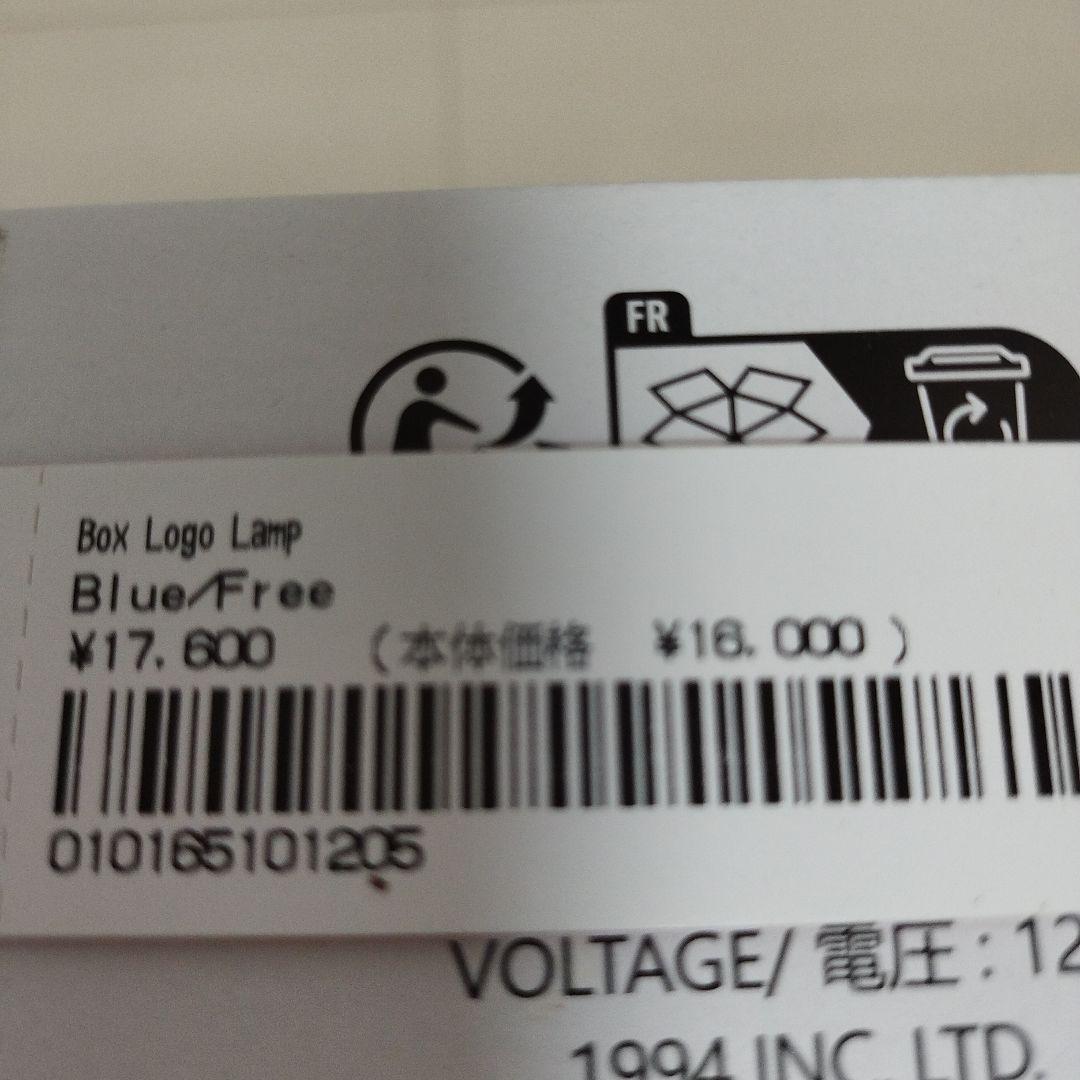 FR
Box Logo Lamp
Blue/Free
¥17.600 (本体価格 ¥16.000 )
010165101205
VOLTAGE/ 電圧 : 12
1994 INC. LTD.